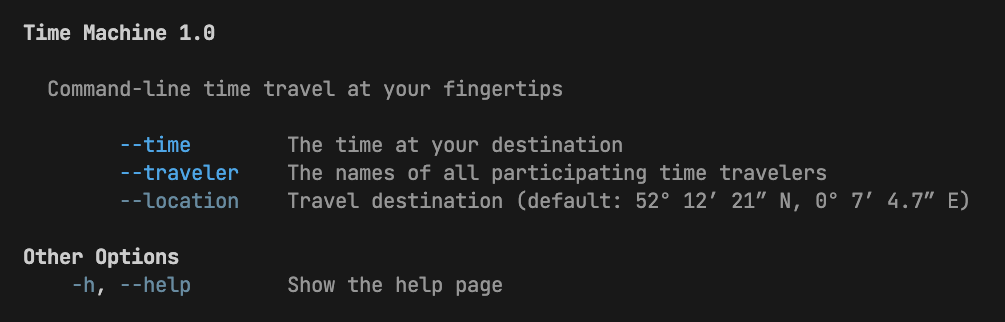 Time Machine 1.0
Command-line time travel at your fingertips
--time The time at your destination
--traveler The names of all participating time travelers
--location Travel destination (default: 52° 12′ 21″ N, 0° 7′ 4.7″ E)
Other Options
-h, --help Show the help page